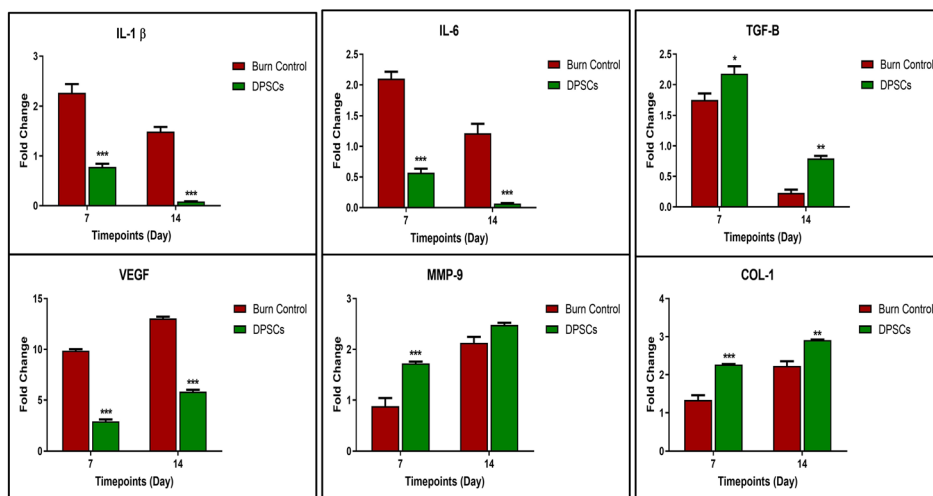 IL-1 β
Fold Change
3
2
1
0
***
***
7
14
Timepoints (Day)
Burn Control
DPSCs
IL-6
Fold Change
2.5
2.0
1.5
1.0
0.5
0.0
***
***
7
14
Timepoints (Day)
Burn Control
DPSCs
TGF-B
Fold Change
2.5
2.0
1.5
1.0
0.5
0.0
*
**
7
14
Timepoints (Day)
Burn Control
DPSCs
VEGF
Fold Change
15
10
5
0
***
***
7
14
Timepoints (Day)
Burn Control
DPSCs
MMP-9
Fold Change
3
2
1
0
***
7
14
Timepoints (Day)
Burn Control
DPSCs
COL-1
Fold Change
4
3
2
1
0
***
**
7
14
Timepoints (Day)
Burn Control
DPSCs